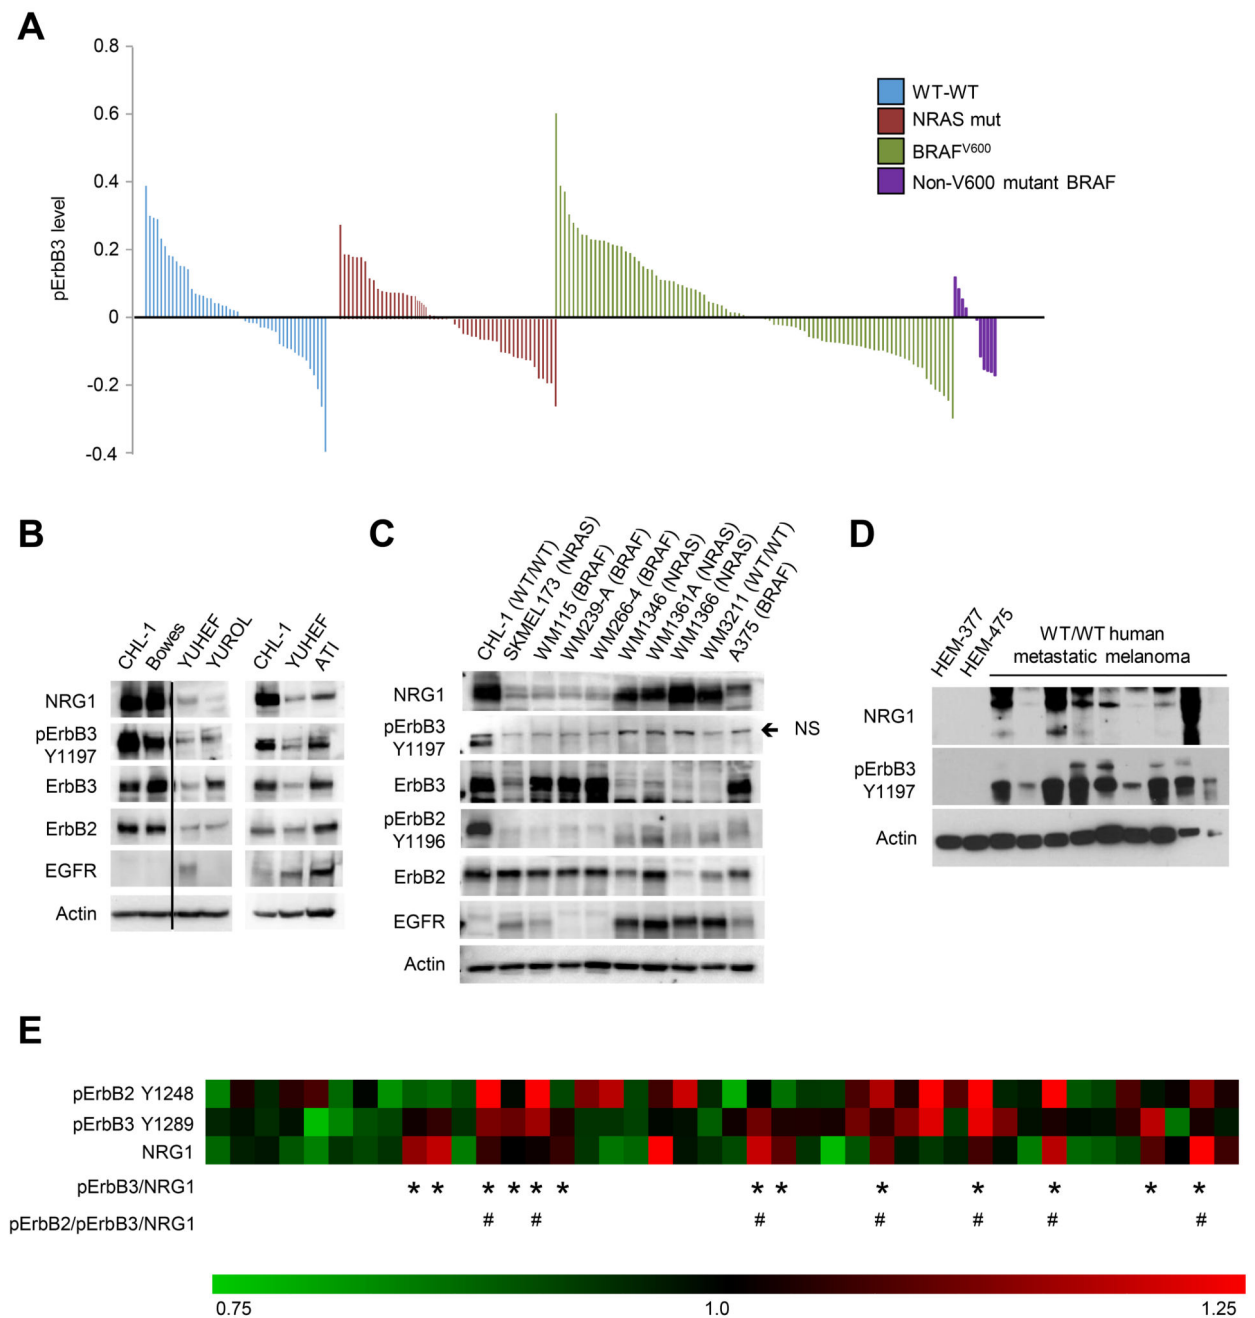 A
0.8
0.6
0.4
0.2
0
-0.2
-0.4
pErbB3 level
WT-WT
NRAS mut
BRAFV600
Non-V600 mutant BRAF
B
CHL-1
Bowes
YUHEF
YUROL
CHL-1
YUHEF
ATI
NRG1
pErbB3
Y1197
ErbB3
ErbB2
EGFR
Actin
C
CHL-1 (WT/WT)
SKMEL173 (NRAS)
WM115 (BRAF)
WM239-A (BRAF)
WM266-4 (BRAF)
WM1346 (NRAS)
WM1361A (NRAS)
WM1366 (NRAS)
WM3211 (WT/WT)
A375 (BRAF)
NRG1
pErbB3
Y1197
NS
ErbB3
pErbB2
Y1196
ErbB2
EGFR
Actin
D
HEM-377
HEM-475
WT/WT human
metastatic melanoma
NRG1
pErbB3
Y1197
Actin
E
pErbB2 Y1248
pErbB3 Y1289
NRG1
pErbB3/NRG1 * * * * * * * * * * * * *
pErbB2/pErbB3/NRG1 # # # # # # #
0.75 1.0 1.25